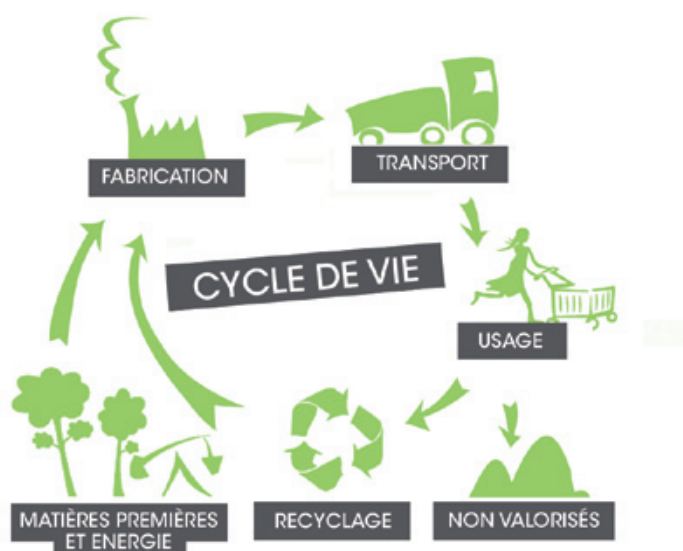 FABRICATION
TRANSPORT
CYCLE DE VIE
USAGE
MATIÈRES PREMIÈRES
ET ENERGIE
RECYCLAGE
NON VALORISÉS